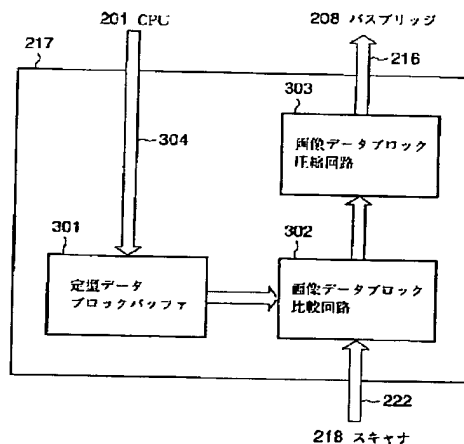 201 CPU
208 バスブリッジ
217
216
303
304
画像データブロック
圧縮回路
301
302
定型データ
ブロックバッファ
画像データブロック
比較回路
222
218 スキャナ